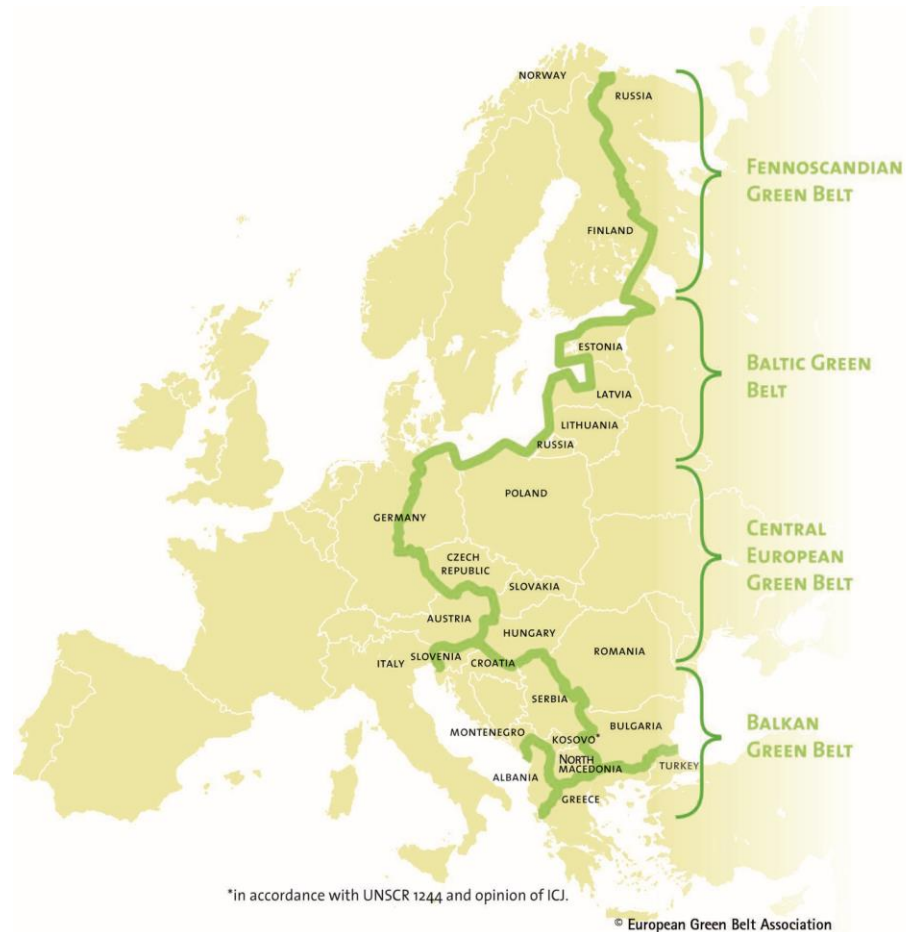 NORWAY
RUSSIA
FENNOSCANDIAN
GREEN BELT
FINLAND
ESTONIA
BALTIC GREEN
BELT
LATVIA
LITHUANIA
RUSSIA
POLAND
GERMANY
CENTRAL
EUROPEAN
GREEN BELT
CZECH
REPUBLIC
SLOVAKIA
AUSTRIA
HUNGARY
ROMANIA
ITALY
SLOVENIA
CROATIA
SERBIA
BULGARIA
BALKAN
GREEN BELT
MONTENEGRO
KOSOVO*
NORTH
MACEDONIA
TURKEY
ALBANIA
GREECE
*in accordance with UNSCR 1244 and opinion of ICJ.
© European Green Belt Association